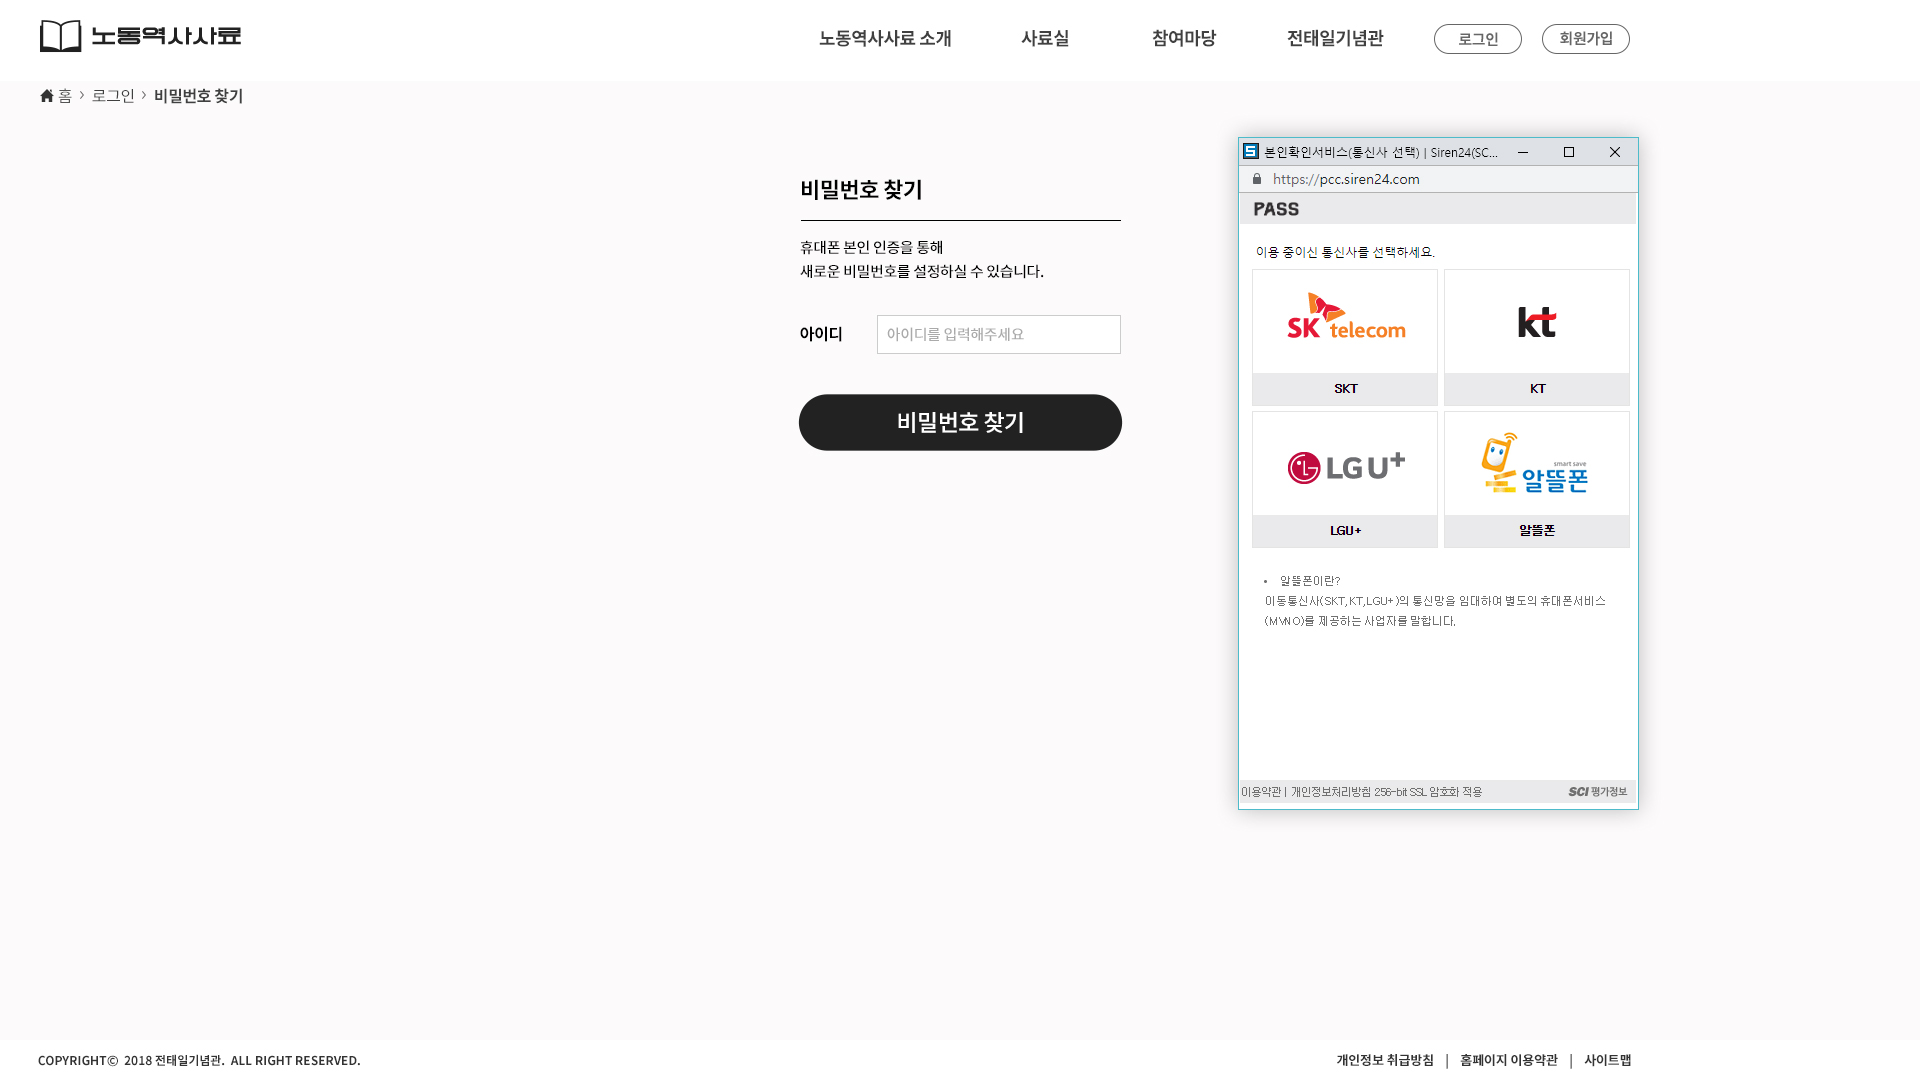 노동역사사료
노동역사사료 소개
사료실
참여마당
전태일기념관
로그인
회원가입
홈 > 로그인 > 비밀번호 찾기
비밀번호 찾기
휴대폰 본인 인증을 통해
새로운 비밀번호를 설정하실 수 있습니다.
아이디
아이디를 입력해주세요
비밀번호 찾기
S 본인확인서비스(통신사 선택) | Siren24(SC...
https://pcc.siren24.com
PASS
이용 중이신 통신사를 선택하세요.
SK telecom
SKT
kt
KT
LG U+
LGU+
smart save
알뜰폰
알뜰폰
• 알뜰폰이란?
이동통신사(SKT,KT,LGU+)의 통신망을 임대하여 별도의 휴대폰서비스
(MVNO)를 제공하는 사업자를 말합니다.
이용약관 | 개인정보처리방침 256-bit SSL 암호화 적용
SCI 평가정보
COPYRIGHT© 2018 전태일기념관. ALL RIGHT RESERVED.
개인정보 취급방침 | 홈페이지 이용약관 | 사이트맵